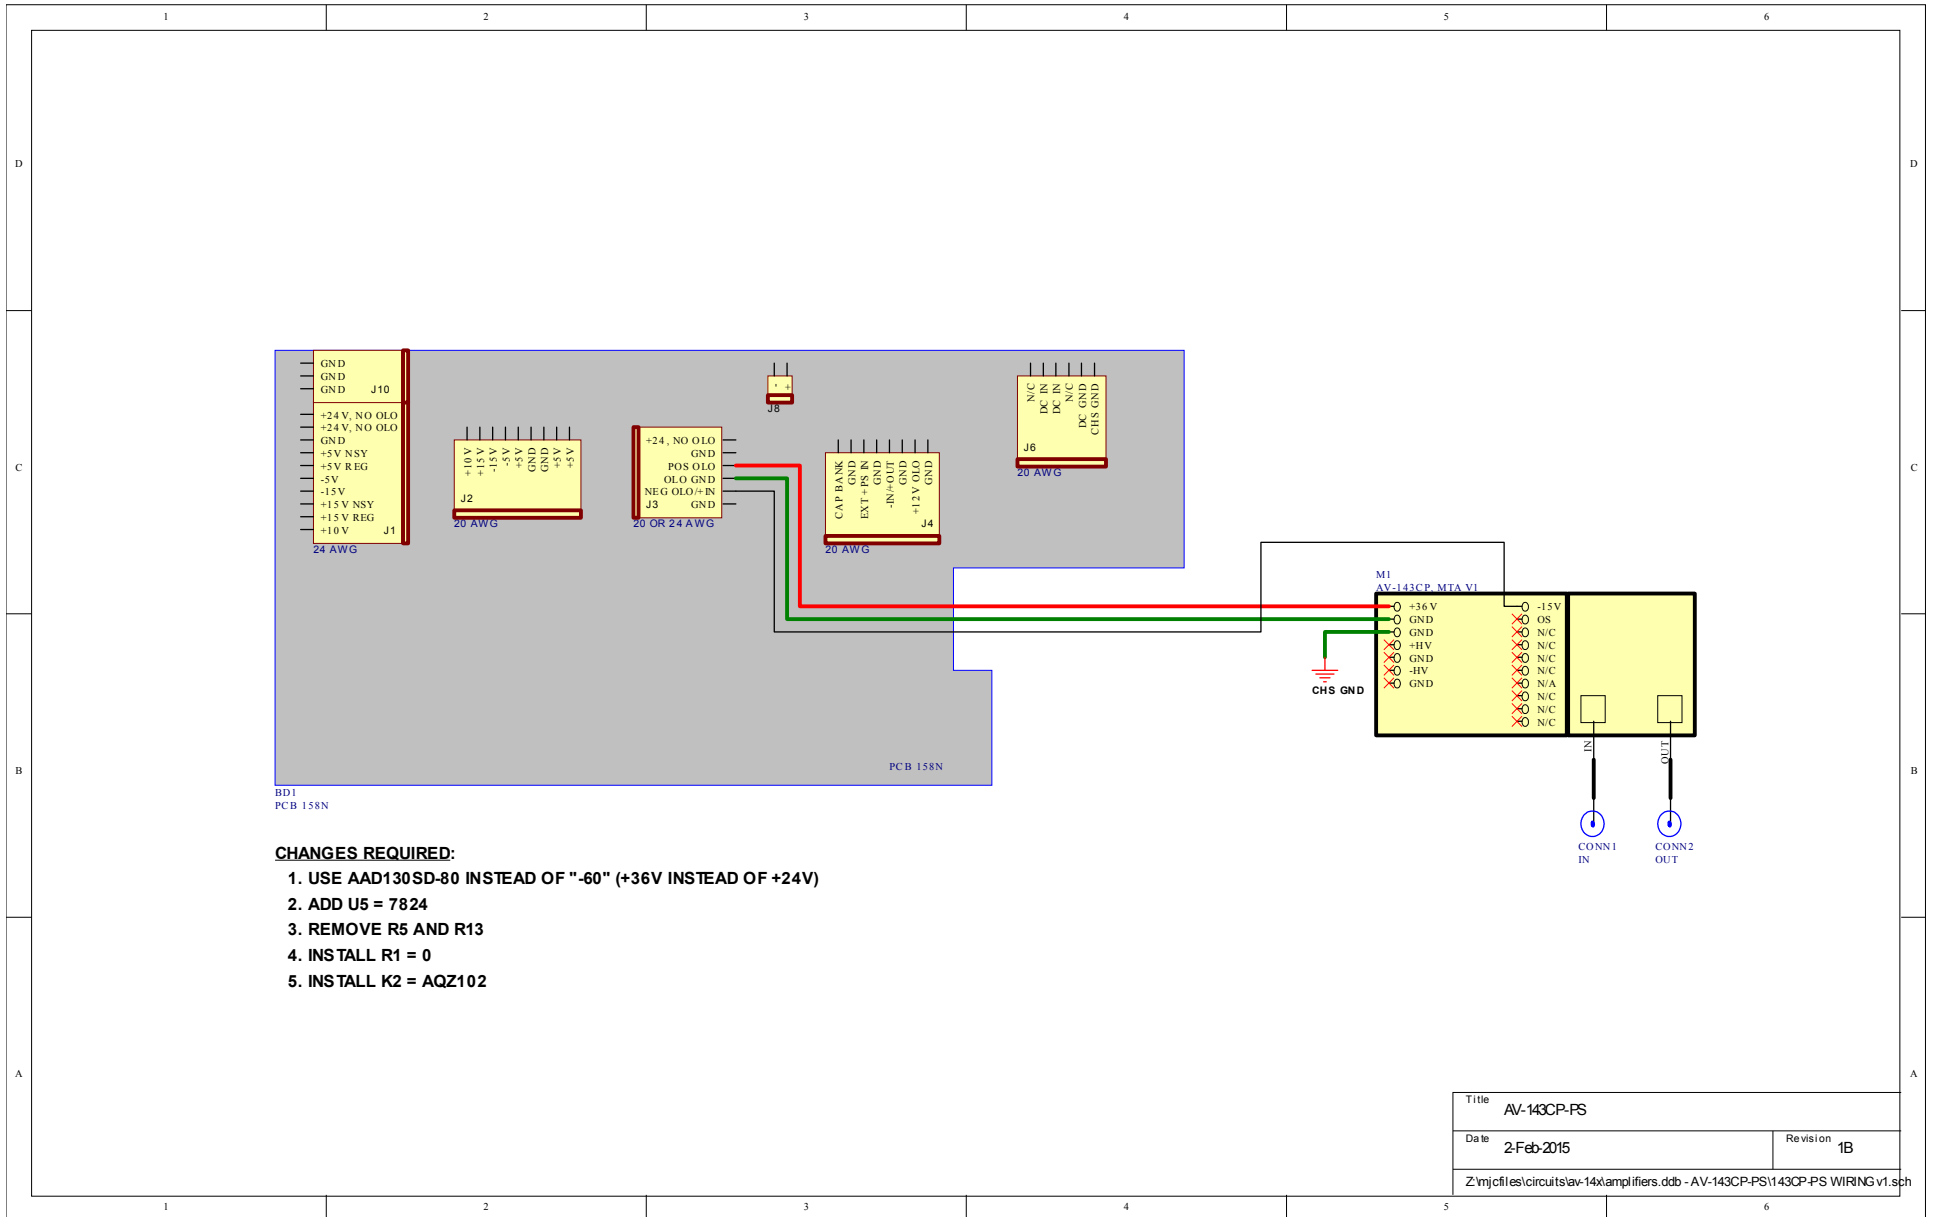 1 2 3 4 5 6
D D
C C
B B
A A
GND
GND
GND
J10
+24V, NO OLO
+24V, NO OLO
GND
+5V NSY
+5V REG
-5V
-15V
+15V NSY
+15V REG
+10V
J1
24 AWG
+10V
+15V
-15V
-5V
+5V
GND
GND
+5V
+5V
J2
20 AWG
+24, NO OLO
GND
POS OLO
OLO GND
NEG OLO/+IN
GND
J3
20 OR 24 AWG
- +
J8
CAP BANK
GND
EXT +PS IN
GND
-IN/+OUT
GND
+12V OLO
GND
J4
20 AWG
N/C
DC IN
DC IN
N/C
DC GND
CHS GND
J6
20 AWG
PCB 158N
BD1
PCB 158N
M1
AV-143CP, MTA V1
+36V
GND
GND
+HV
GND
-HV
GND
-15V
OS
N/C
N/C
N/C
N/C
N/A
N/C
N/C
N/C
CHS GND
IN
OUT
CONN1
IN
CONN2
OUT
CHANGES REQUIRED:
1. USE AAD130SD-80 INSTEAD OF "-60" (+36V INSTEAD OF +24V)
2. ADD U5 = 7824
3. REMOVE R5 AND R13
4. INSTALL R1 = 0
5. INSTALL K2 = AQZ102
Title AV-143CP-PS
Date 2-Feb-2015 Revision 1B
Z:\mjcfiles\circuits\av-14x\amplifiers.ddb - AV-143CP-PS\143CP-PS WIRING v1.sch
1 2 3 4 5 6